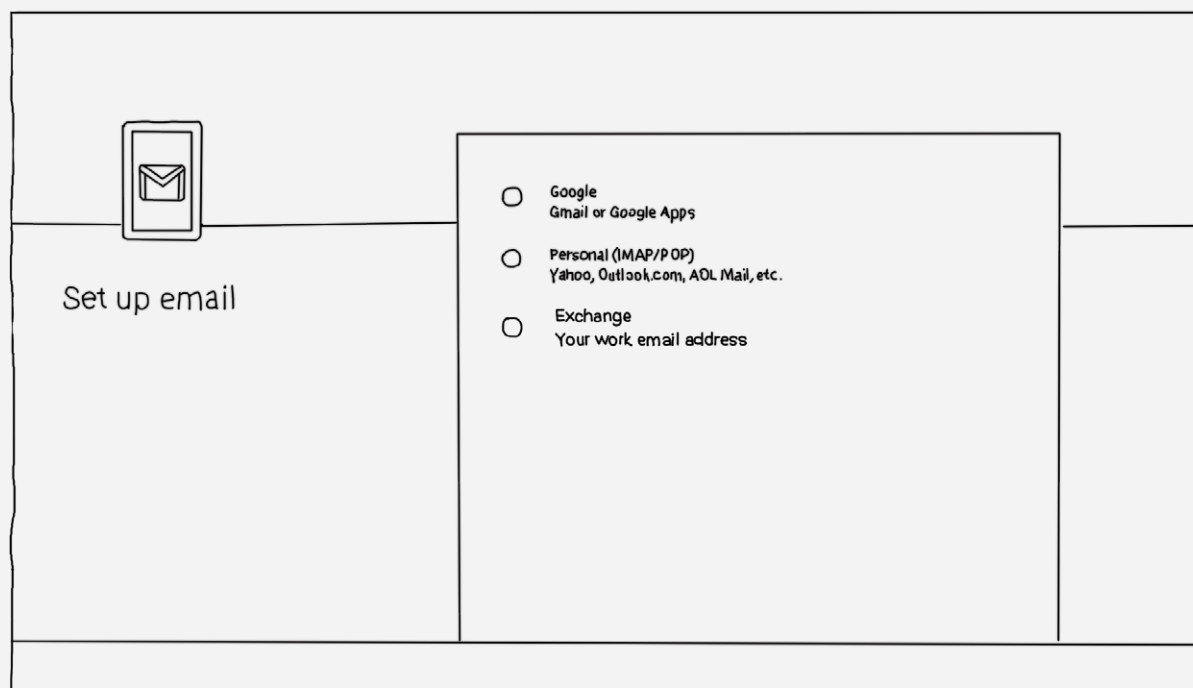 Set up email
Google
Gmail or Google Apps
Personal (IMAP/POP)
Yahoo, Outlook.com, AOL Mail, etc.
Exchange
Your work email address